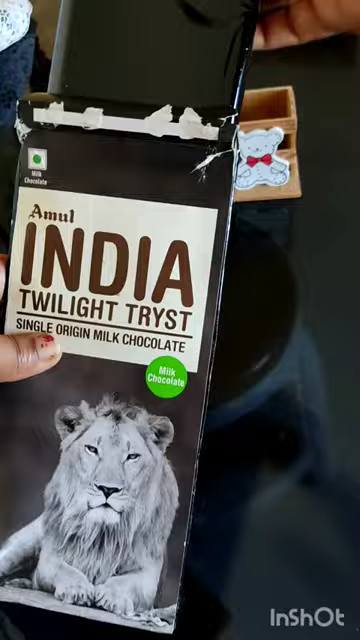 Milk
Chocolate
Amul
INDIA
TWILIGHT TRYST
SINGLE ORIGIN MILK CHOCOLATE
Milk
Chocolate
InShOt